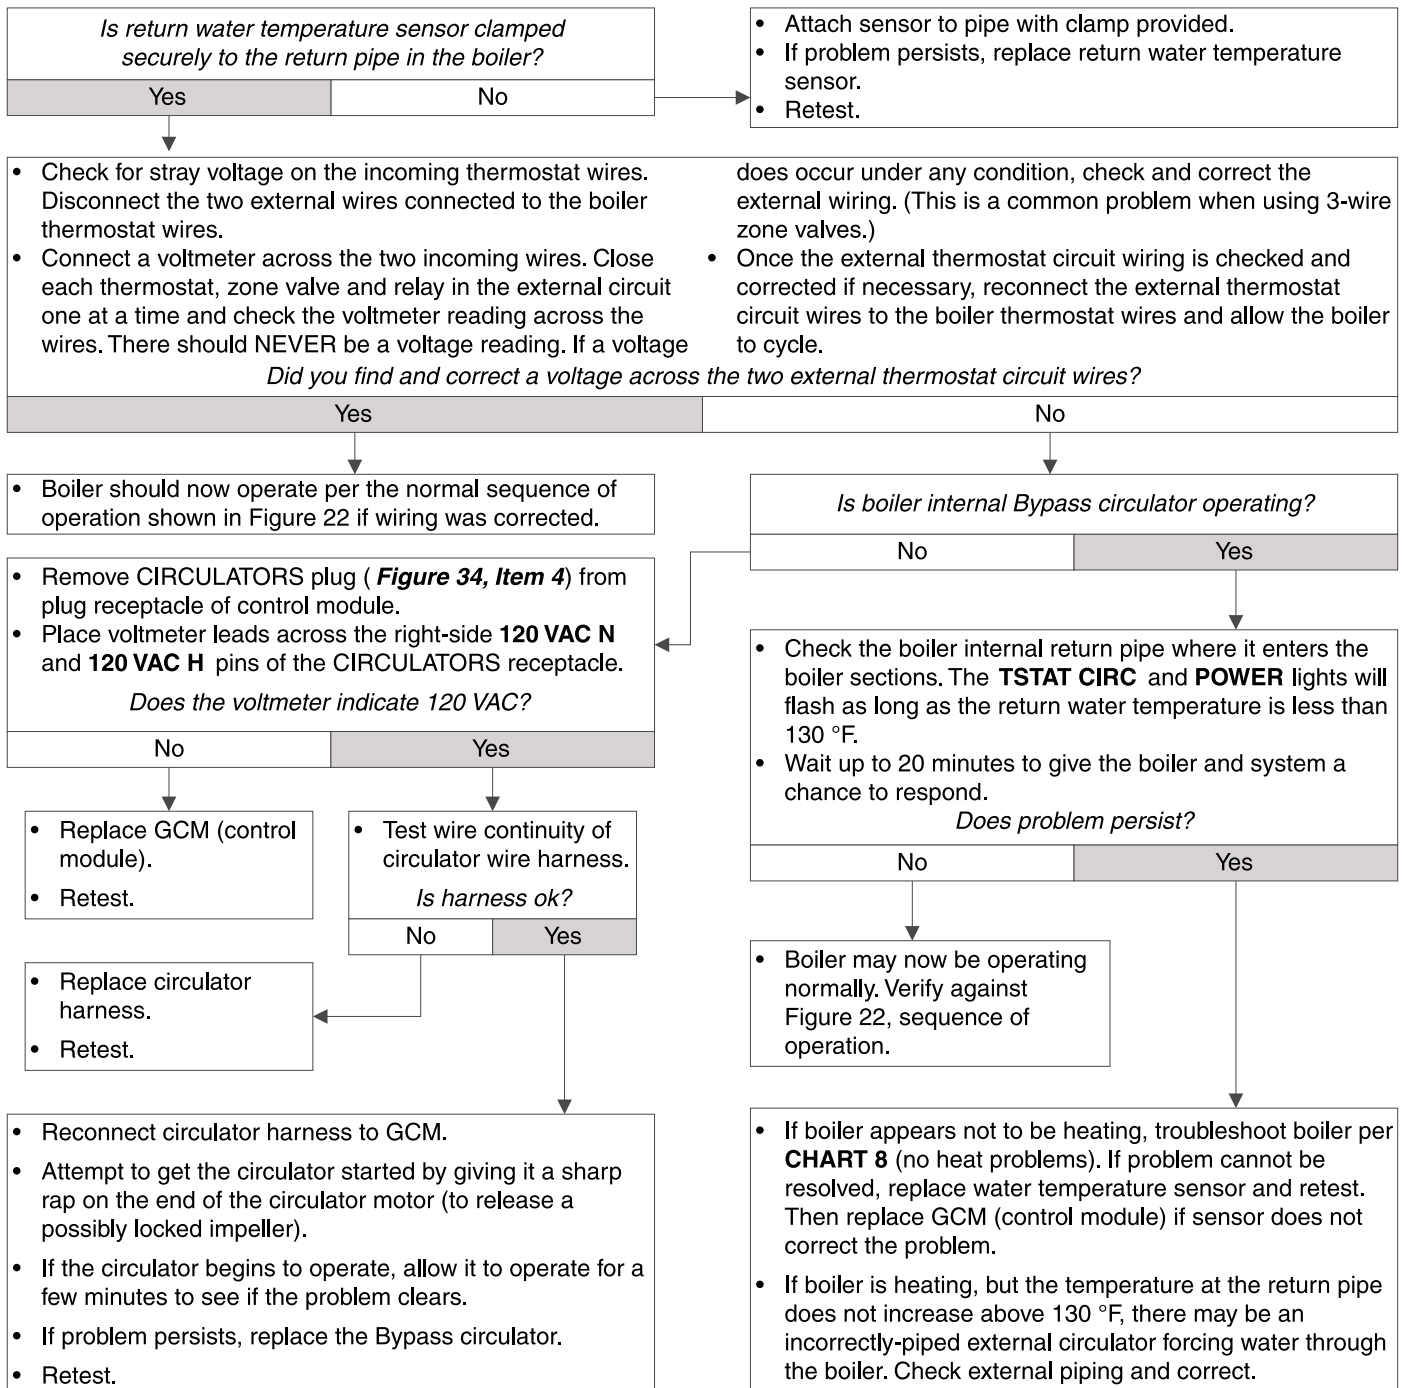 Is return water temperature sensor clamped
securely to the return pipe in the boiler?
Yes
No
• Attach sensor to pipe with clamp provided.
• If problem persists, replace return water temperature
sensor.
• Retest.
• Check for stray voltage on the incoming thermostat wires.
Disconnect the two external wires connected to the boiler
thermostat wires.
• Connect a voltmeter across the two incoming wires. Close
each thermostat, zone valve and relay in the external circuit
one at a time and check the voltmeter reading across the
wires. There should NEVER be a voltage reading. If a voltage
does occur under any condition, check and correct the
external wiring. (This is a common problem when using 3-wire
zone valves.)
• Once the external thermostat circuit wiring is checked and
corrected if necessary, reconnect the external thermostat
circuit wires to the boiler thermostat wires and allow the boiler
to cycle.
Did you find and correct a voltage across the two external thermostat circuit wires?
Yes
No
• Boiler should now operate per the normal sequence of
operation shown in Figure 22 if wiring was corrected.
Is boiler internal Bypass circulator operating?
No
Yes
• Remove CIRCULATORS plug ( Figure 34, Item 4) from
plug receptacle of control module.
• Place voltmeter leads across the right-side 120 VAC N
and 120 VAC H pins of the CIRCULATORS receptacle.
Does the voltmeter indicate 120 VAC?
No
Yes
• Check the boiler internal return pipe where it enters the
boiler sections. The TSTAT CIRC and POWER lights will
flash as long as the return water temperature is less than
130 °F.
• Wait up to 20 minutes to give the boiler and system a
chance to respond.
Does problem persist?
No
Yes
• Replace GCM (control
module).
• Retest.
• Test wire continuity of
circulator wire harness.
Is harness ok?
No
Yes
• Replace circulator
harness.
• Retest.
• Boiler may now be operating
normally. Verify against
Figure 22, sequence of
operation.
• Reconnect circulator harness to GCM.
• Attempt to get the circulator started by giving it a sharp
rap on the end of the circulator motor (to release a
possibly locked impeller).
• If the circulator begins to operate, allow it to operate for a
few minutes to see if the problem clears.
• If problem persists, replace the Bypass circulator.
• Retest.
• If boiler appears not to be heating, troubleshoot boiler per
CHART 8 (no heat problems). If problem cannot be
resolved, replace water temperature sensor and retest.
Then replace GCM (control module) if sensor does not
correct the problem.
• If boiler is heating, but the temperature at the return pipe
does not increase above 130 °F, there may be an
incorrectly-piped external circulator forcing water through
the boiler. Check external piping and correct.